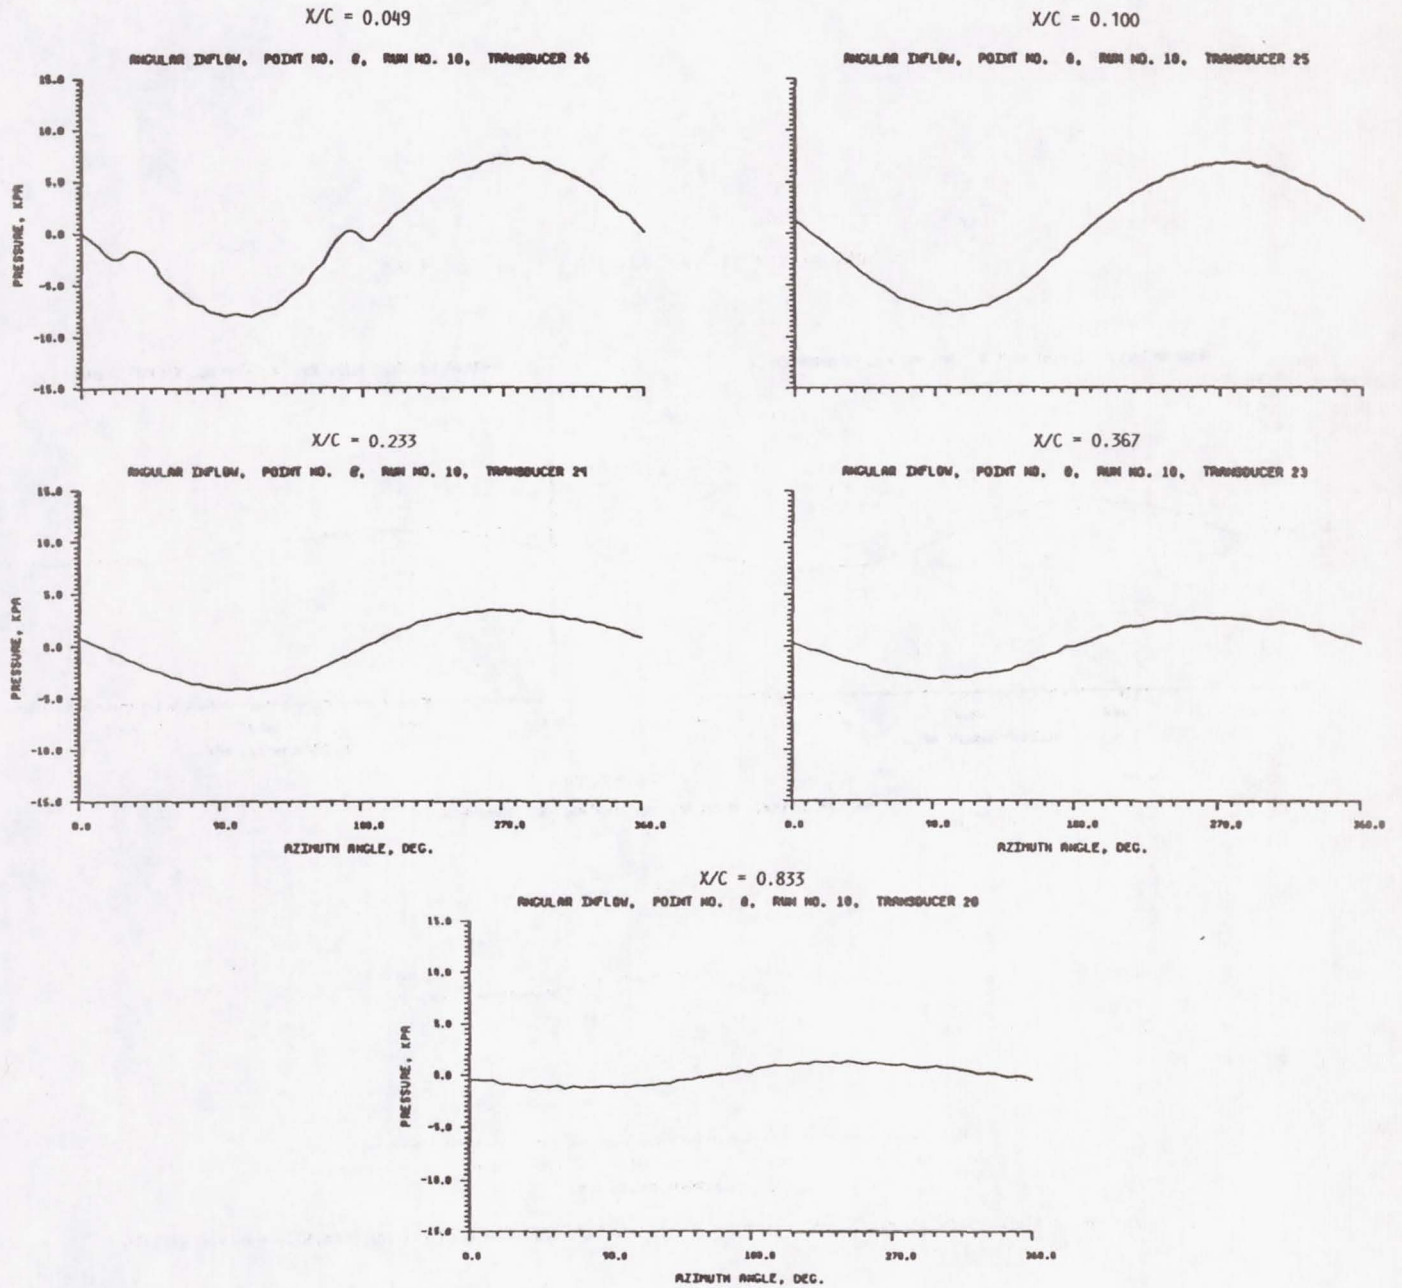 X/C = 0.049
ANGULAR INFLOW, POINT NO. 8, RUN NO. 10, TRANSDUCER 26
15.0
10.0
5.0
0.0
-5.0
-10.0
-15.0
PRESSURE, KPA
X/C = 0.100
ANGULAR INFLOW, POINT NO. 8, RUN NO. 10, TRANSDUCER 25
X/C = 0.233
ANGULAR INFLOW, POINT NO. 8, RUN NO. 10, TRANSDUCER 24
15.0
10.0
5.0
0.0
-5.0
-10.0
-15.0
PRESSURE, KPA
0.0 90.0 180.0 270.0 360.0
AZIMUTH ANGLE, DEG.
X/C = 0.367
ANGULAR INFLOW, POINT NO. 8, RUN NO. 10, TRANSDUCER 23
0.0 90.0 180.0 270.0 360.0
AZIMUTH ANGLE, DEG.
X/C = 0.833
ANGULAR INFLOW, POINT NO. 8, RUN NO. 10, TRANSDUCER 20
15.0
10.0
5.0
0.0
-5.0
-10.0
-15.0
PRESSURE, KPA
0.0 90.0 180.0 270.0 360.0
AZIMUTH ANGLE, DEG.